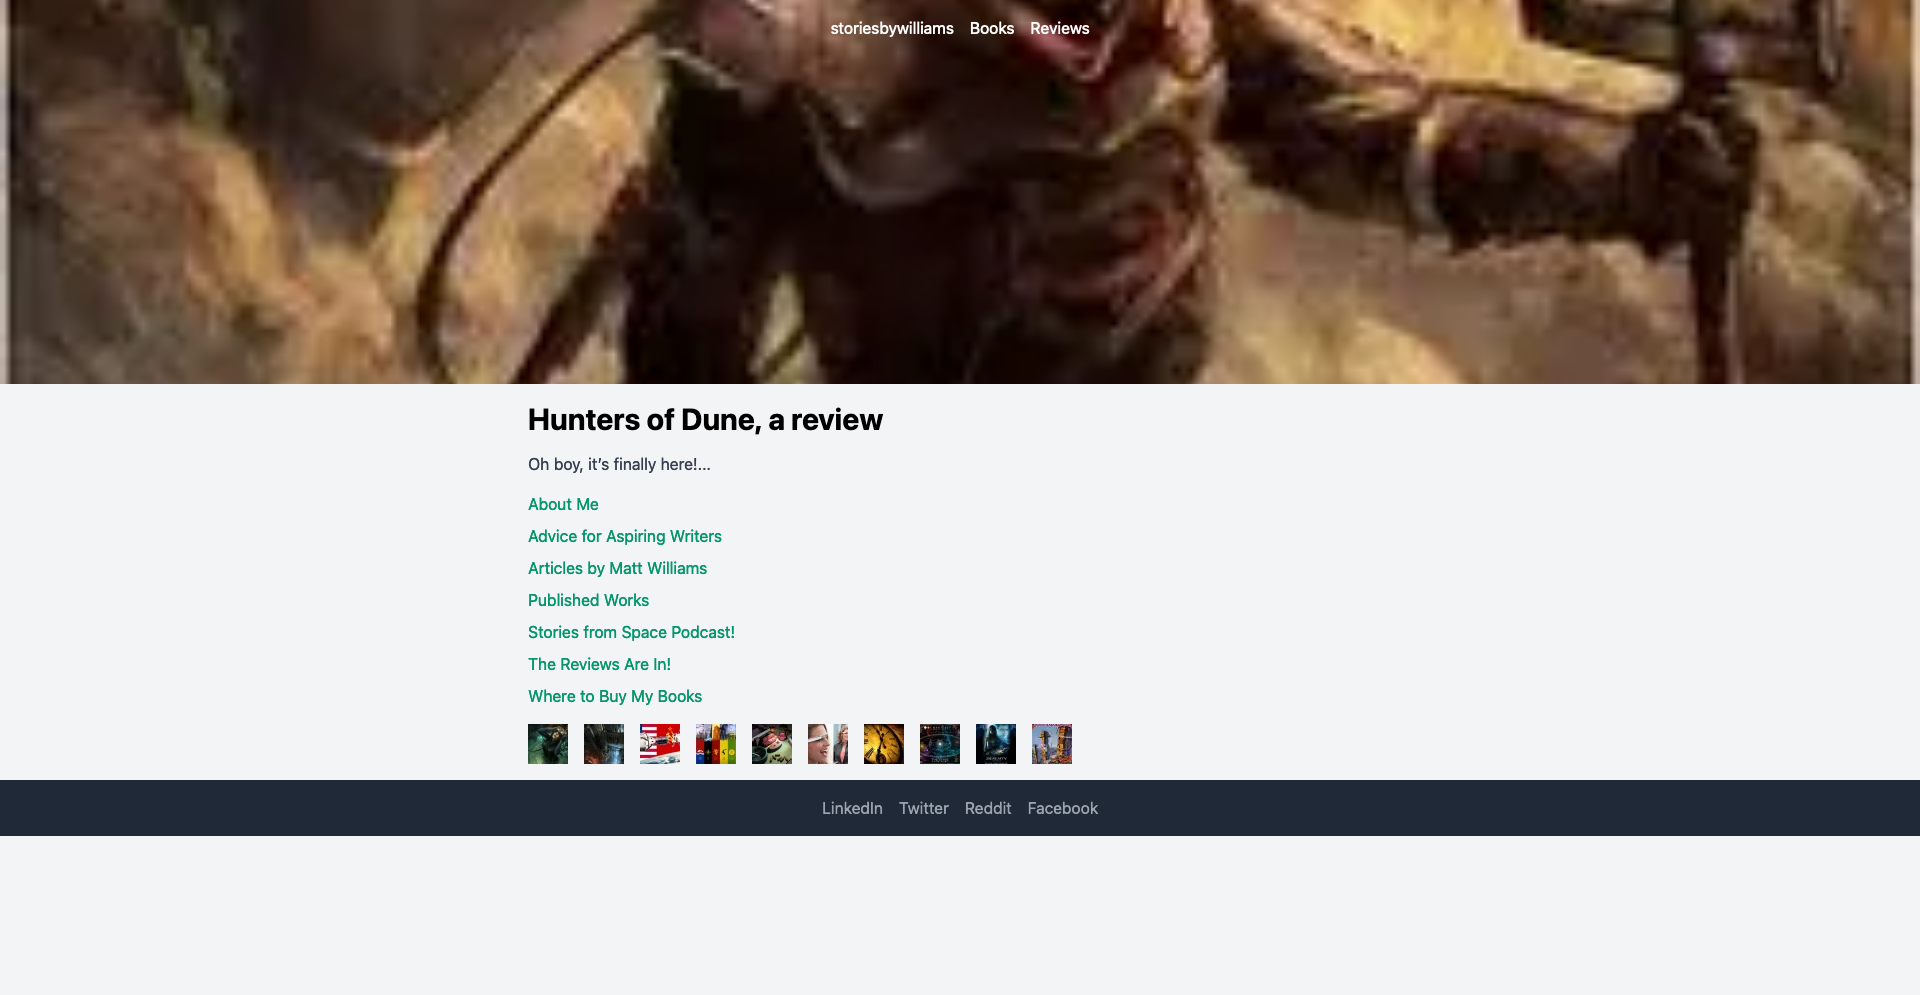 storiesbywilliams Books Reviews
Hunters of Dune, a review
Oh boy, it’s finally here!…
About Me
Advice for Aspiring Writers
Articles by Matt Williams
Published Works
Stories from Space Podcast!
The Reviews Are In!
Where to Buy My Books
LinkedIn Twitter Reddit Facebook